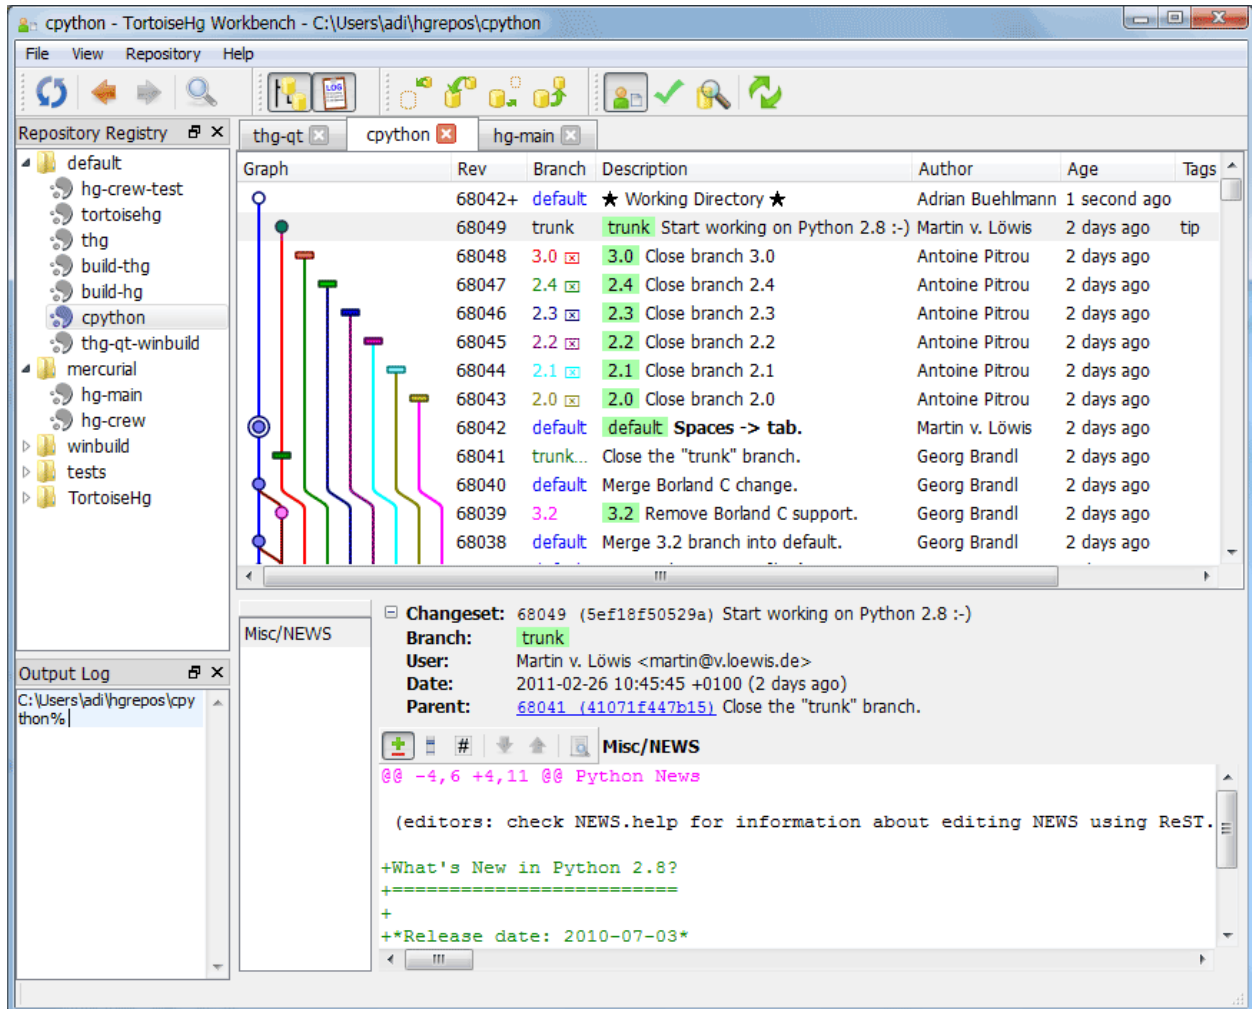 cpython - TortoiseHg Workbench - C:\Users\adi\hgrepos\cpython
File View Repository Help
LOG
Repository Registry
default
hg-crew-test
tortoisehg
thg
build-thg
build-hg
cpython
thg-qt-winbuild
mercurial
hg-main
hg-crew
winbuild
tests
TortoiseHg
Output Log
C:\Users\adi\hgrepos\cpy
thon%
thg-qt cpython hg-main
Graph Rev Branch Description Author Age Tags
68042+ default ★ Working Directory ★ Adrian Buehlmann 1 second ago
68049 trunk trunk Start working on Python 2.8 :-) Martin v. Löwis 2 days ago tip
68048 3.0 3.0 Close branch 3.0 Antoine Pitrou 2 days ago
68047 2.4 2.4 Close branch 2.4 Antoine Pitrou 2 days ago
68046 2.3 2.3 Close branch 2.3 Antoine Pitrou 2 days ago
68045 2.2 2.2 Close branch 2.2 Antoine Pitrou 2 days ago
68044 2.1 2.1 Close branch 2.1 Antoine Pitrou 2 days ago
68043 2.0 2.0 Close branch 2.0 Antoine Pitrou 2 days ago
68042 default default Spaces -> tab. Martin v. Löwis 2 days ago
68041 trunk... Close the "trunk" branch. Georg Brandl 2 days ago
68040 default Merge Borland C change. Georg Brandl 2 days ago
68039 3.2 3.2 Remove Borland C support. Georg Brandl 2 days ago
68038 default Merge 3.2 branch into default. Georg Brandl 2 days ago
Misc/NEWS
Changeset: 68049 (5ef18f50529a) Start working on Python 2.8 :-)
Branch: trunk
User: Martin v. Löwis <martin@v.loewis.de>
Date: 2011-02-26 10:45:45 +0100 (2 days ago)
Parent: 68041 (41071f447b15) Close the "trunk" branch.
# Misc/NEWS
@@ -4,6 +4,11 @@ Python News
(editors: check NEWS.help for information about editing NEWS using ReST.
+What's New in Python 2.8?
+=========================
+
+*Release date: 2010-07-03*